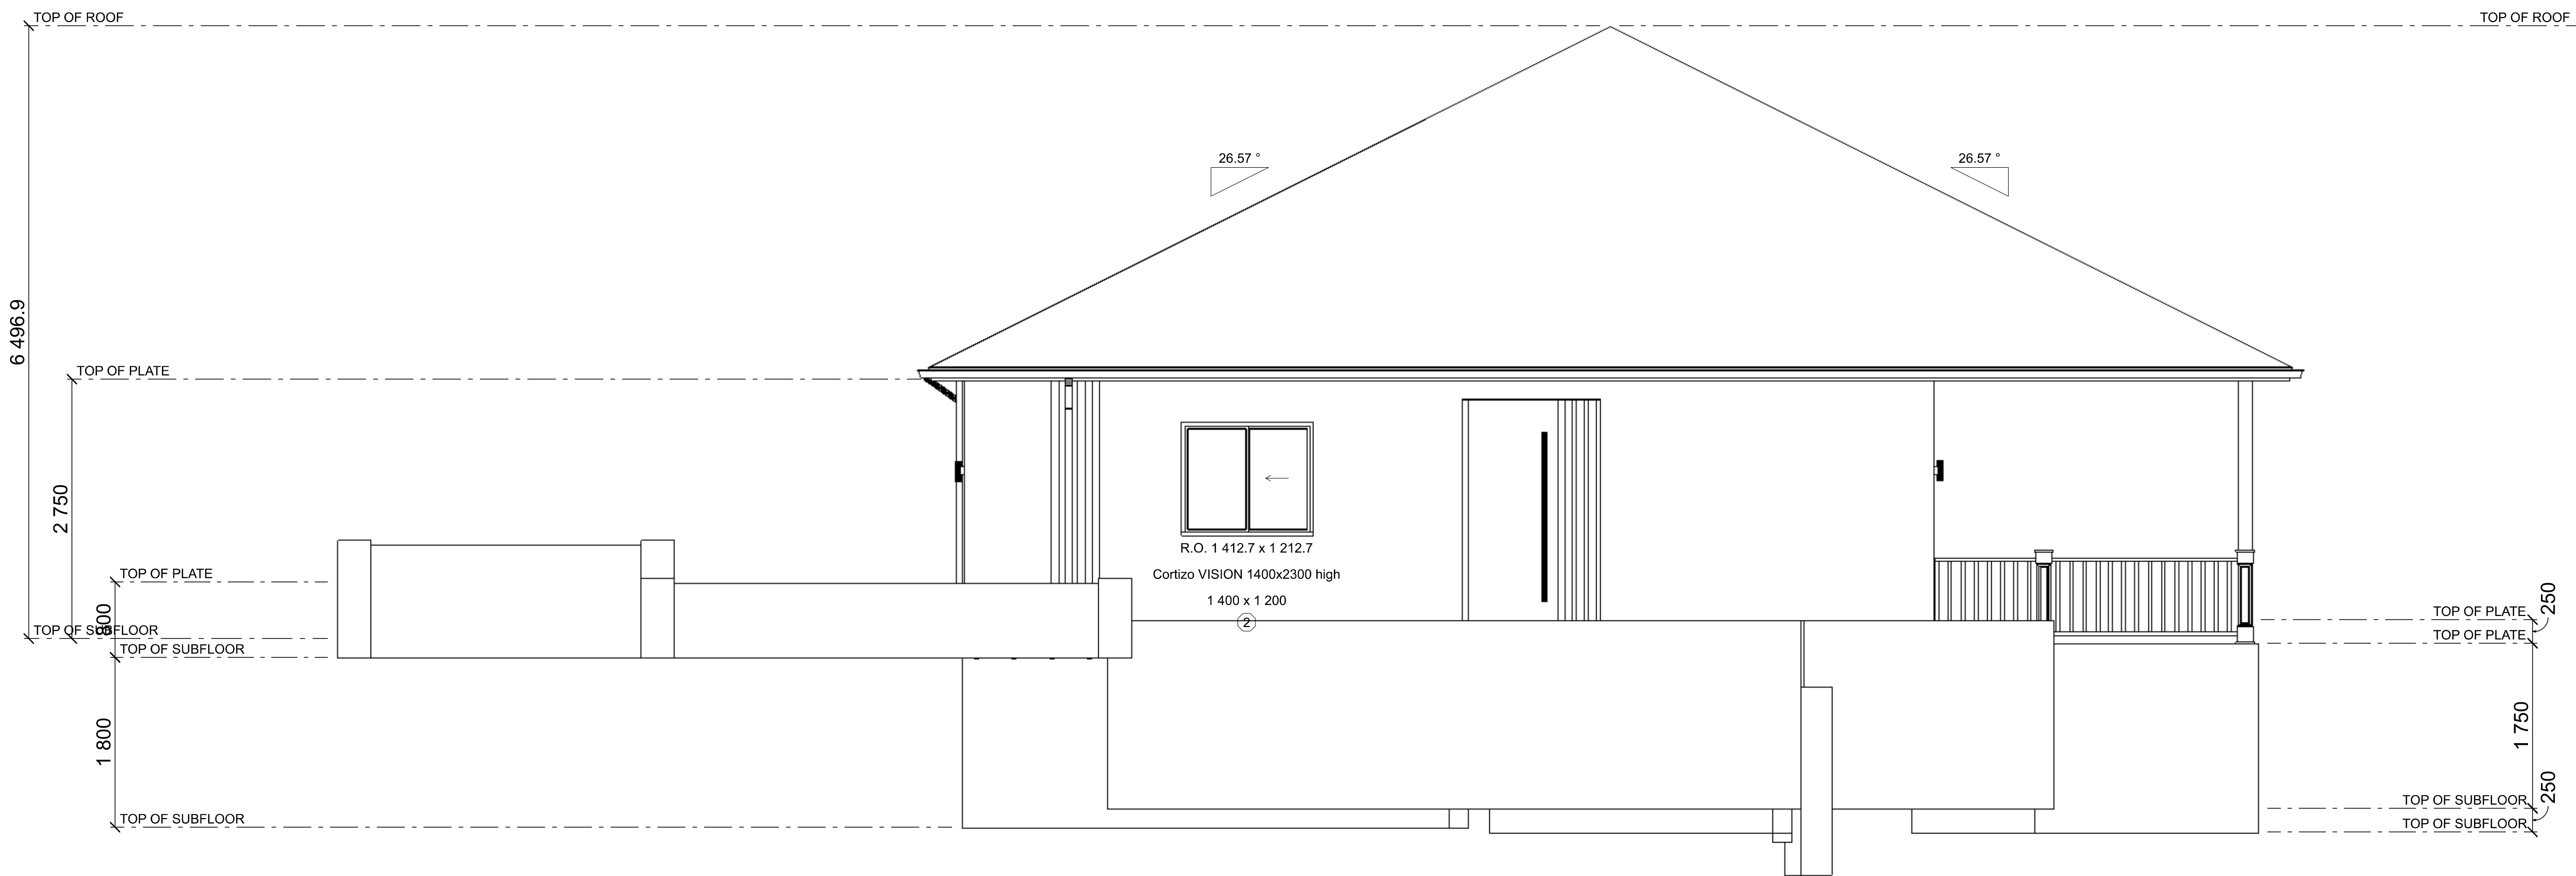 TOP OF ROOF
TOP OF ROOF
26.57 °
26.57 °
6 496.9
TOP OF PLATE
2 750
R.O. 1 412.7 x 1 212.7
Cortizo VISION 1400x2300 high
1 400 x 1 200
2
TOP OF PLATE
800
TOP OF SUBFLOOR
TOP OF SUBFLOOR
TOP OF PLATE
250
TOP OF PLATE
1 800
1 750
TOP OF SUBFLOOR
TOP OF SUBFLOOR
250
TOP OF SUBFLOOR